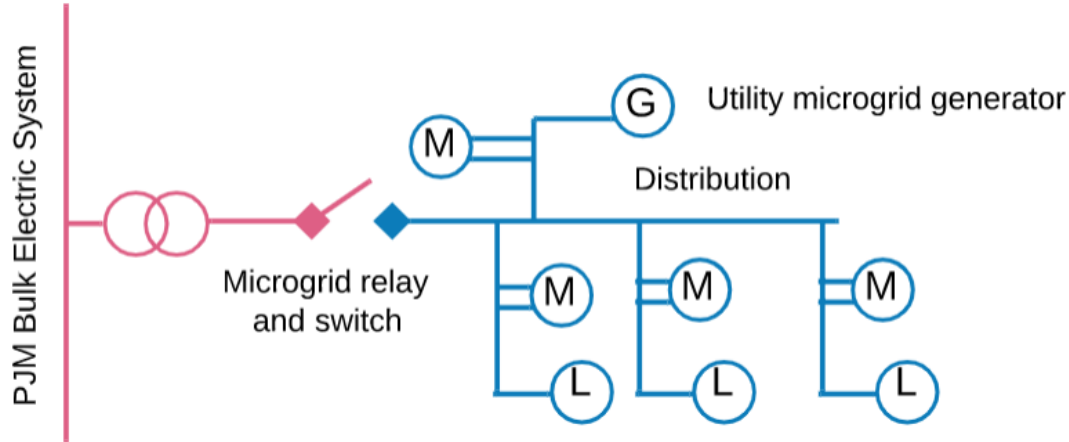 PJM Bulk Electric System
G
Utility microgrid generator
M
Distribution
Microgrid relay
and switch
M
M
M
L
L
L